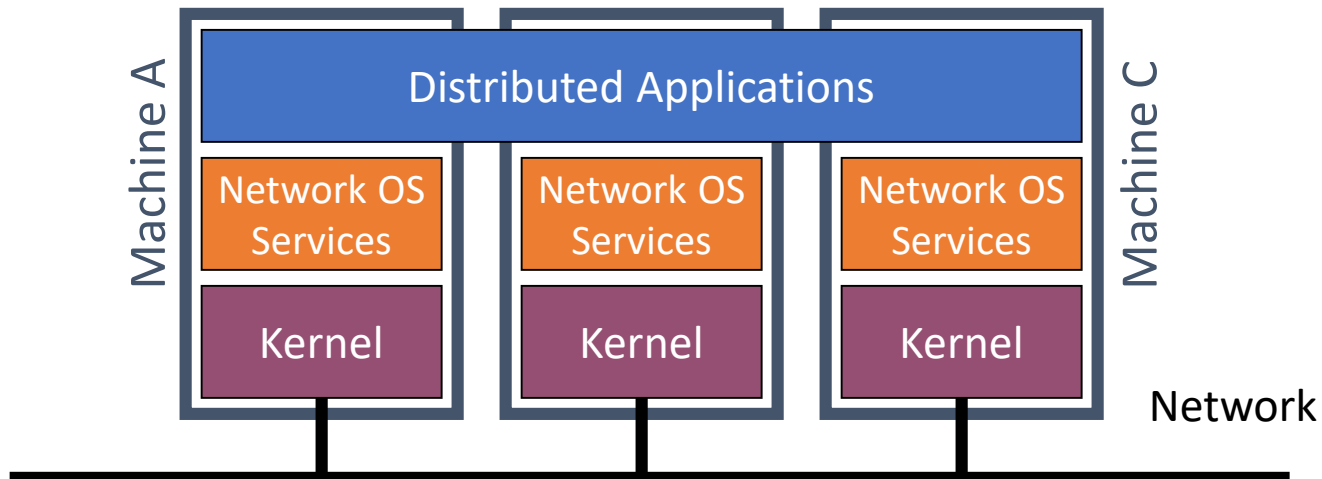 Machine A
Distributed Applications
Machine C
Network OS
Services
Network OS
Services
Network OS
Services
Kernel
Kernel
Kernel
Network